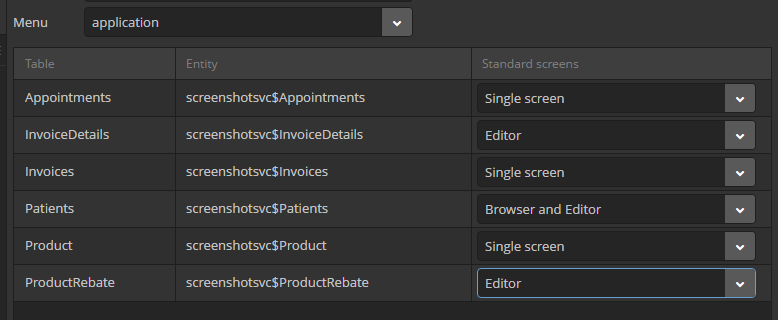 Menu application
Table Entity Standard screens
Appointments screenshotsvc$Appointments Single screen
InvoiceDetails screenshotsvc$InvoiceDetails Editor
Invoices screenshotsvc$Invoices Single screen
Patients screenshotsvc$Patients Browser and Editor
Product screenshotsvc$Product Single screen
ProductRebate screenshotsvc$ProductRebate Editor